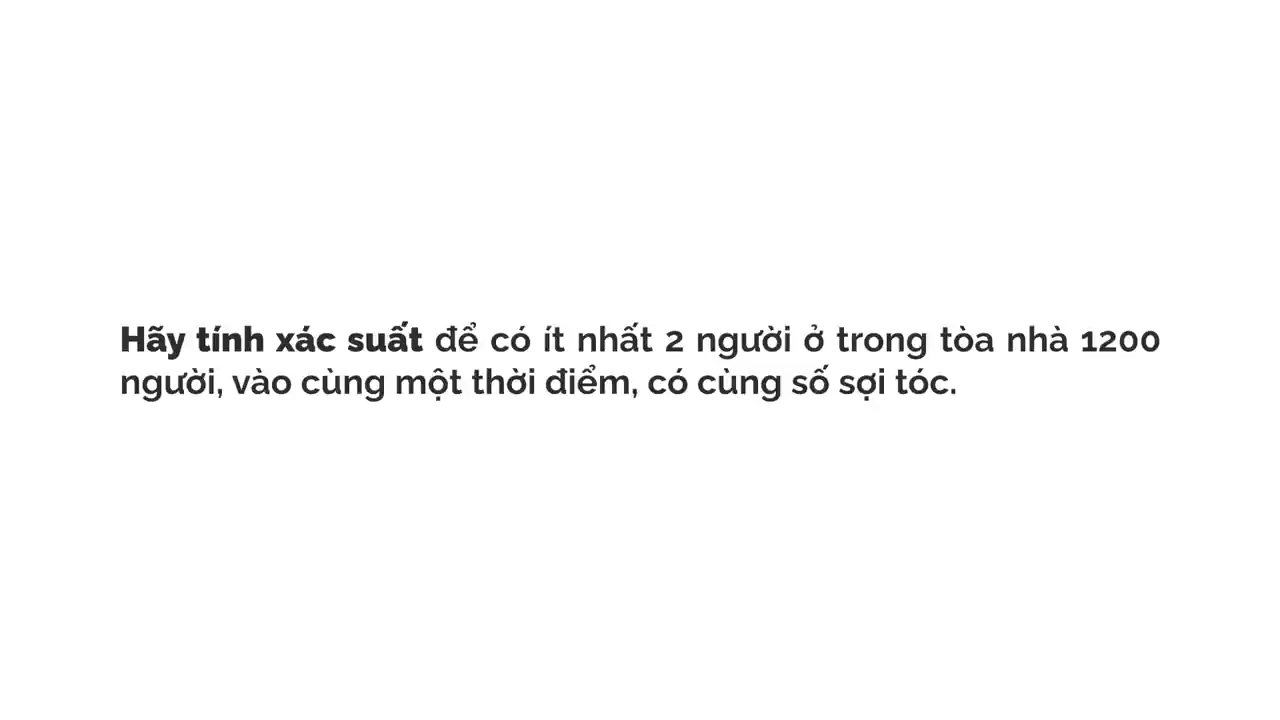 Hãy tính xác suất để có ít nhất 2 người ở trong tòa nhà 1200
người, vào cùng một thời điểm, có cùng số sợi tóc.